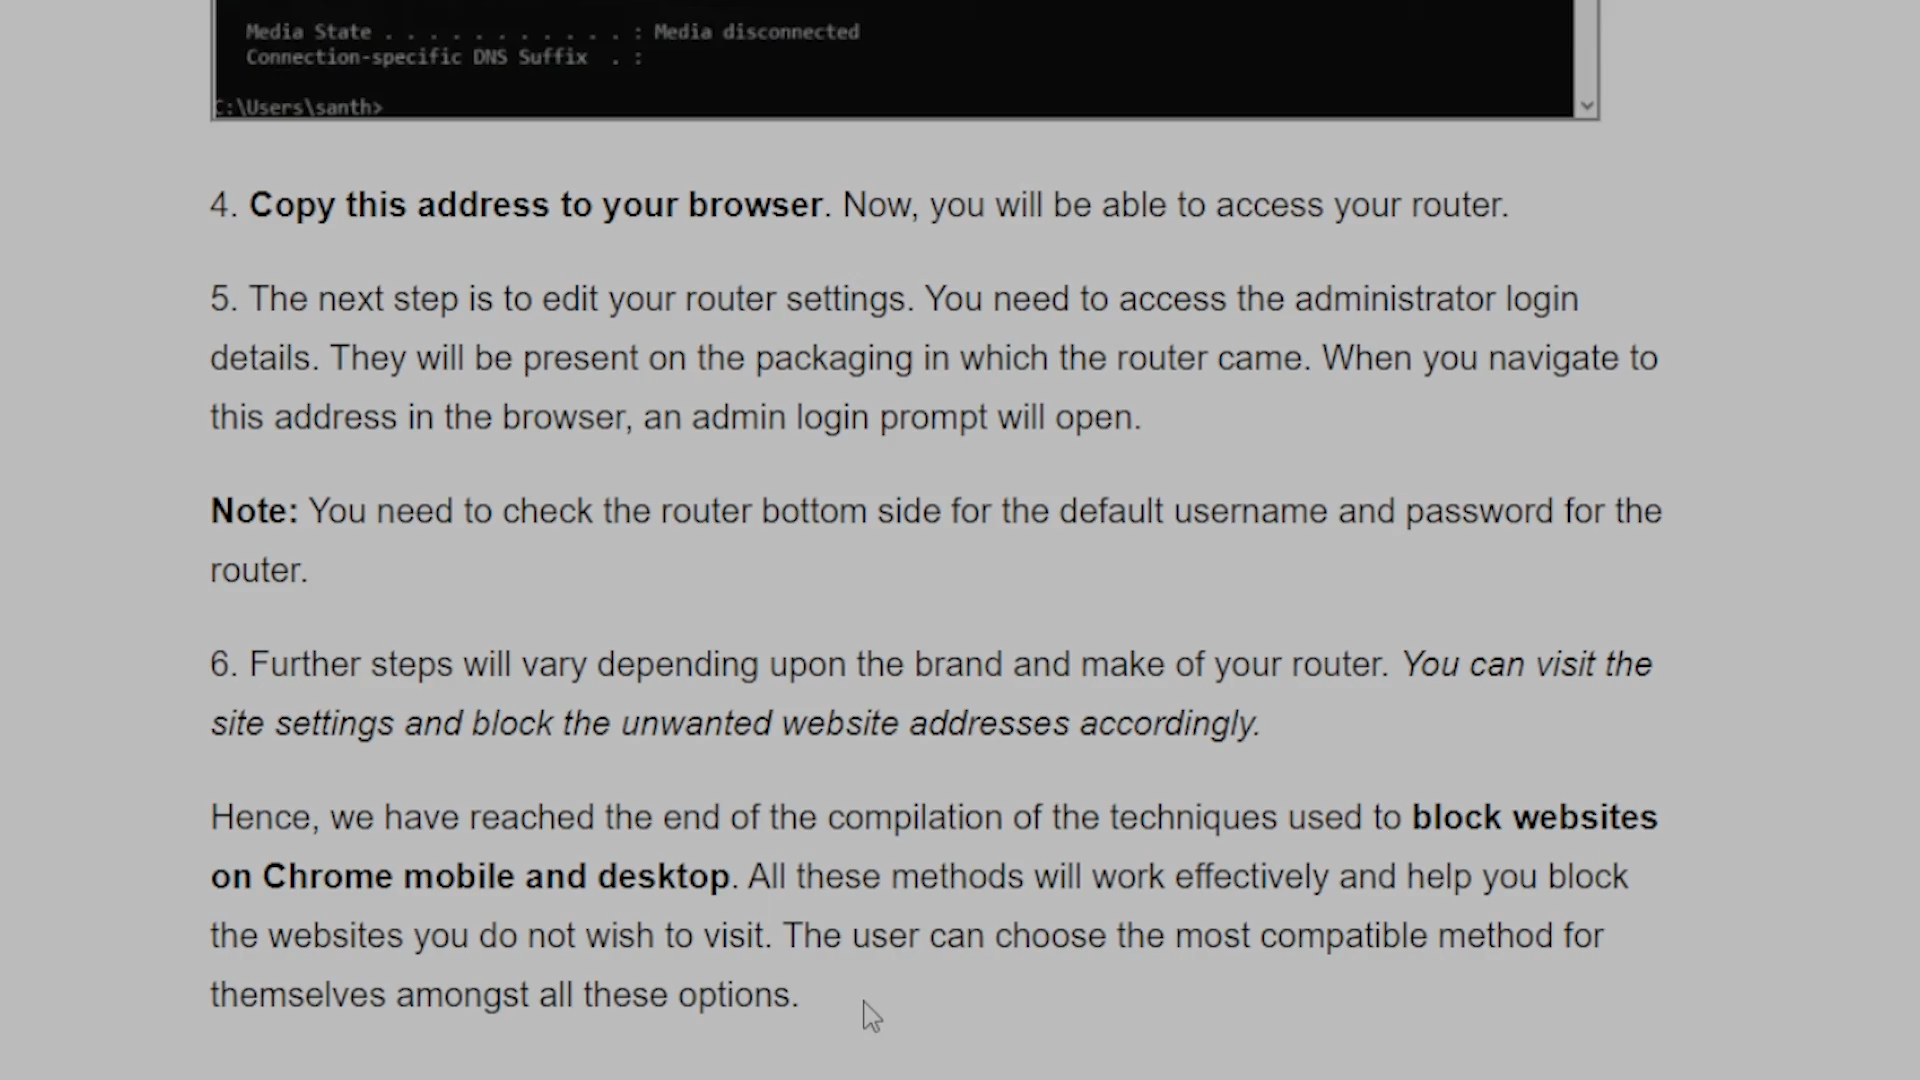 Media State . . . . . . . . . . . : Media disconnected
Connection-specific DNS Suffix  . :
C:\Users\santh>
4. Copy this address to your browser. Now, you will be able to access your router.
5. The next step is to edit your router settings. You need to access the administrator login
details. They will be present on the packaging in which the router came. When you navigate to
this address in the browser, an admin login prompt will open.
Note: You need to check the router bottom side for the default username and password for the
router.
6. Further steps will vary depending upon the brand and make of your router. You can visit the
site settings and block the unwanted website addresses accordingly.
Hence, we have reached the end of the compilation of the techniques used to block websites
on Chrome mobile and desktop. All these methods will work effectively and help you block
the websites you do not wish to visit. The user can choose the most compatible method for
themselves amongst all these options.